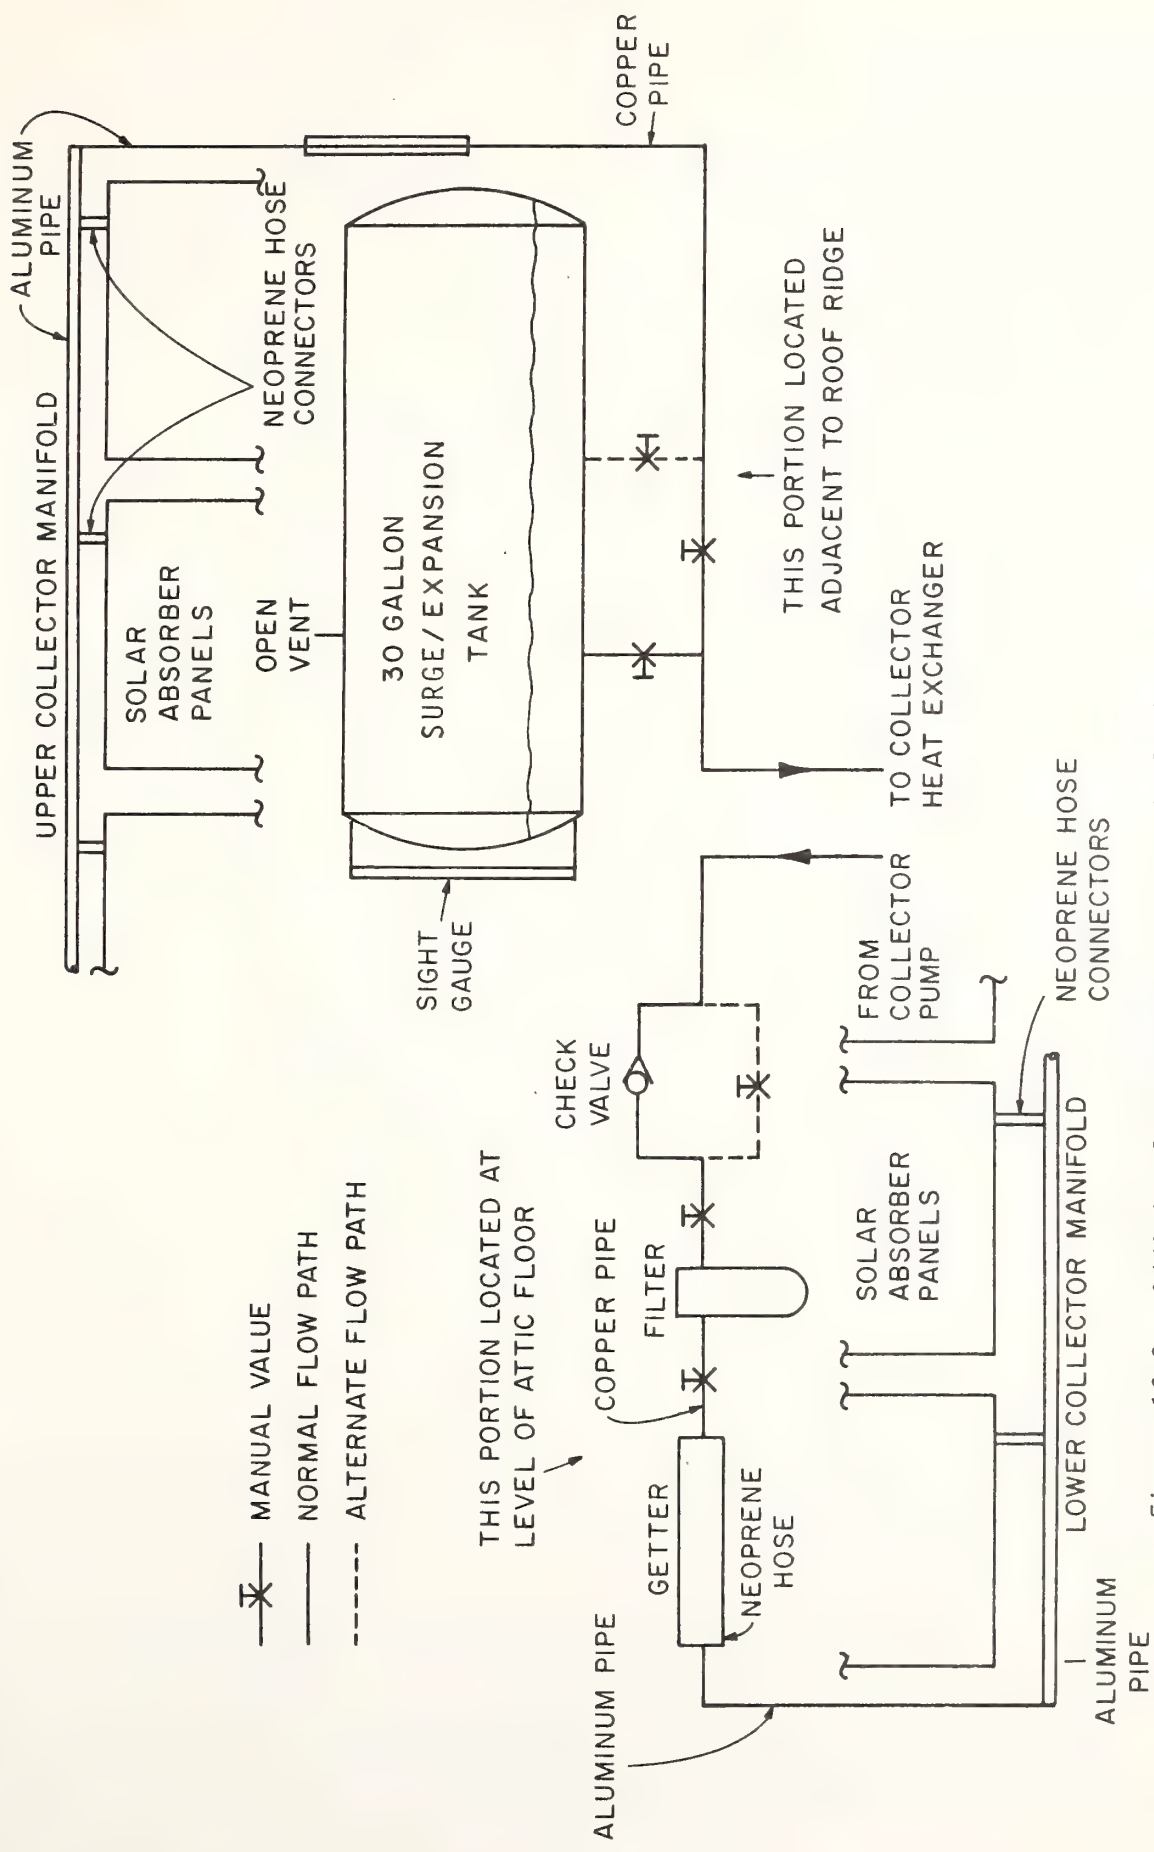 ALUMINUM
PIPE
UPPER COLLECTOR MANIFOLD
SOLAR
ABSORBER
PANELS
NEOPRENE HOSE
CONNECTORS
OPEN
VENT
30 GALLON
SURGE/EXPANSION
TANK
SIGHT
GAUGE
COPPER
PIPE
THIS PORTION LOCATED
ADJACENT TO ROOF RIDGE
TO COLLECTOR
HEAT EXCHANGER
MANUAL VALUE
NORMAL FLOW PATH
ALTERNATE FLOW PATH
THIS PORTION LOCATED AT
LEVEL OF ATTIC FLOOR
CHECK
VALVE
FROM
COLLECTOR
PUMP
COPPER PIPE
FILTER
GETTER
NEOPRENE
HOSE
ALUMINUM PIPE
SOLAR
ABSORBER
PANELS
NEOPRENE HOSE
CONNECTORS
LOWER COLLECTOR MANIFOLD
ALUMINUM
PIPE